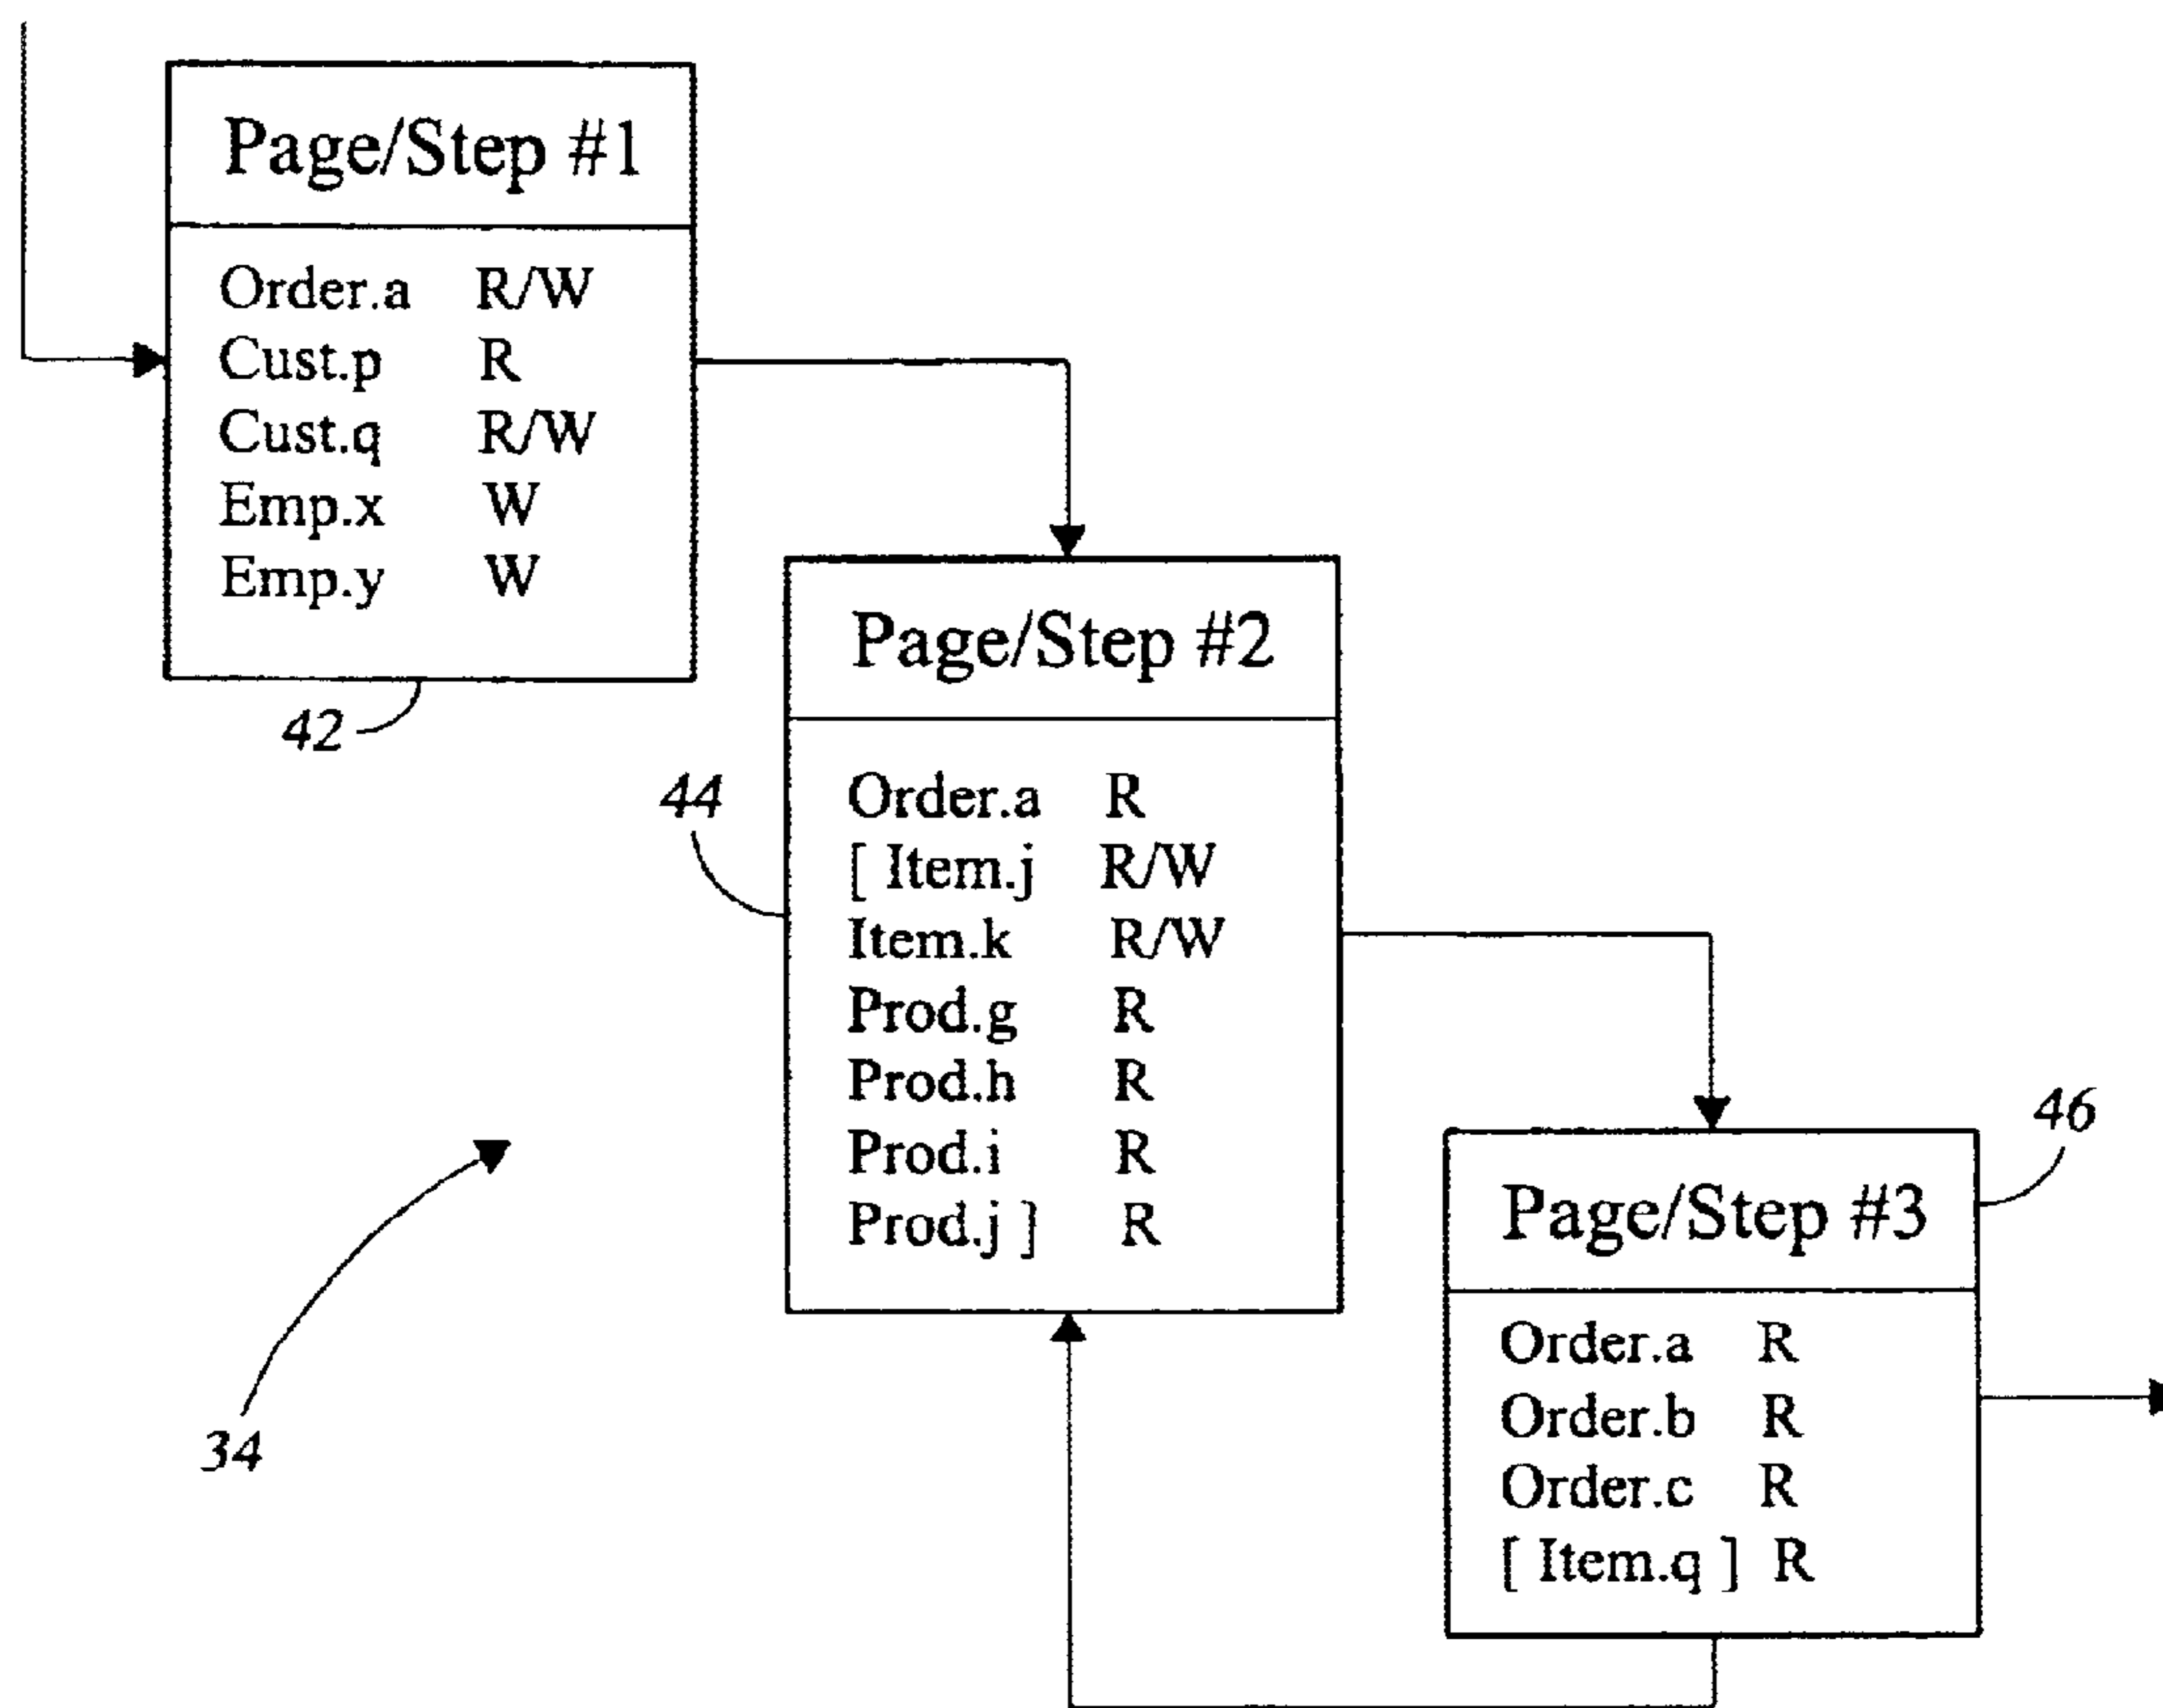 Page/Step #1
Order.a R/W
Cust.p R
Cust.q R/W
Emp.x W
Emp.y W
42
Page/Step #2
44
Order.a R
[ Item.j R/W
Item.k R/W
Prod.g R
Prod.h R
Prod.i R
Prod.j ] R
46
Page/Step #3
Order.a R
Order.b R
Order.c R
[ Item.q ] R
34